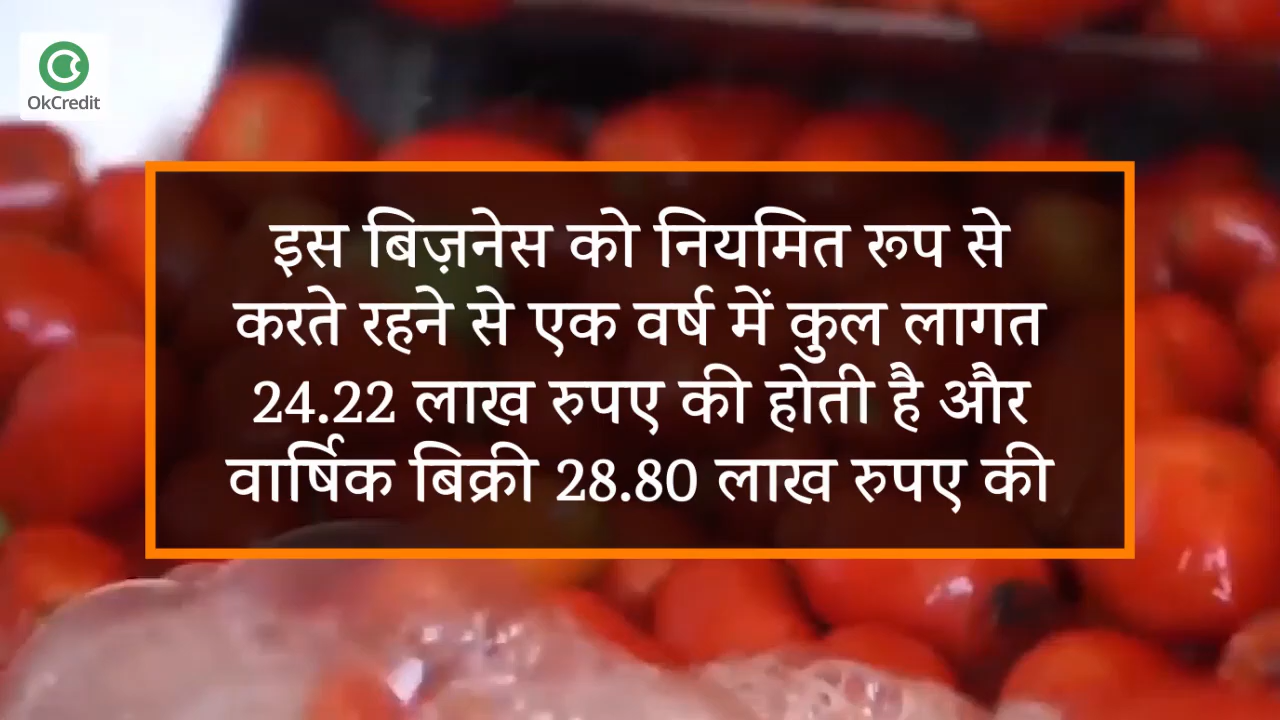 OkCredit
इस बिज़नेस को नियमित रूप से
करते रहने से एक वर्ष में कुल लागत
24.22 लाख रुपए की होती है और
वार्षिक बिक्री 28.80 लाख रुपए की